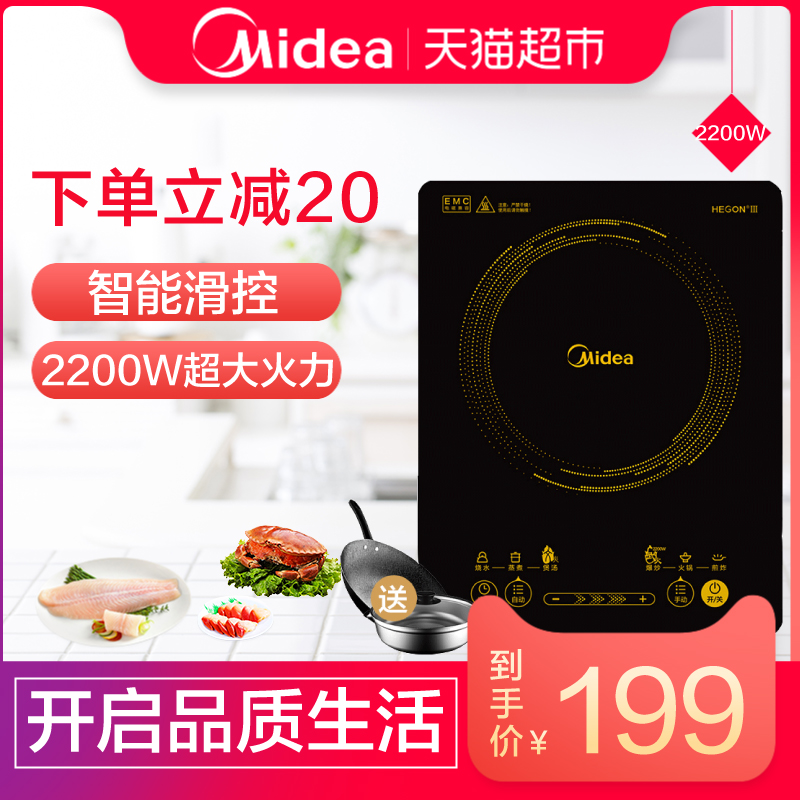 Midea | 天猫超市
2200W
下单立减20
智能滑控
2200W超大火力
EMC
HEGON®III
Midea
烧水 蒸煮 煲汤
2200W
爆炒 火锅 煎炸
自动
− +
手动
开/关
送
到手价¥199
开启品质生活